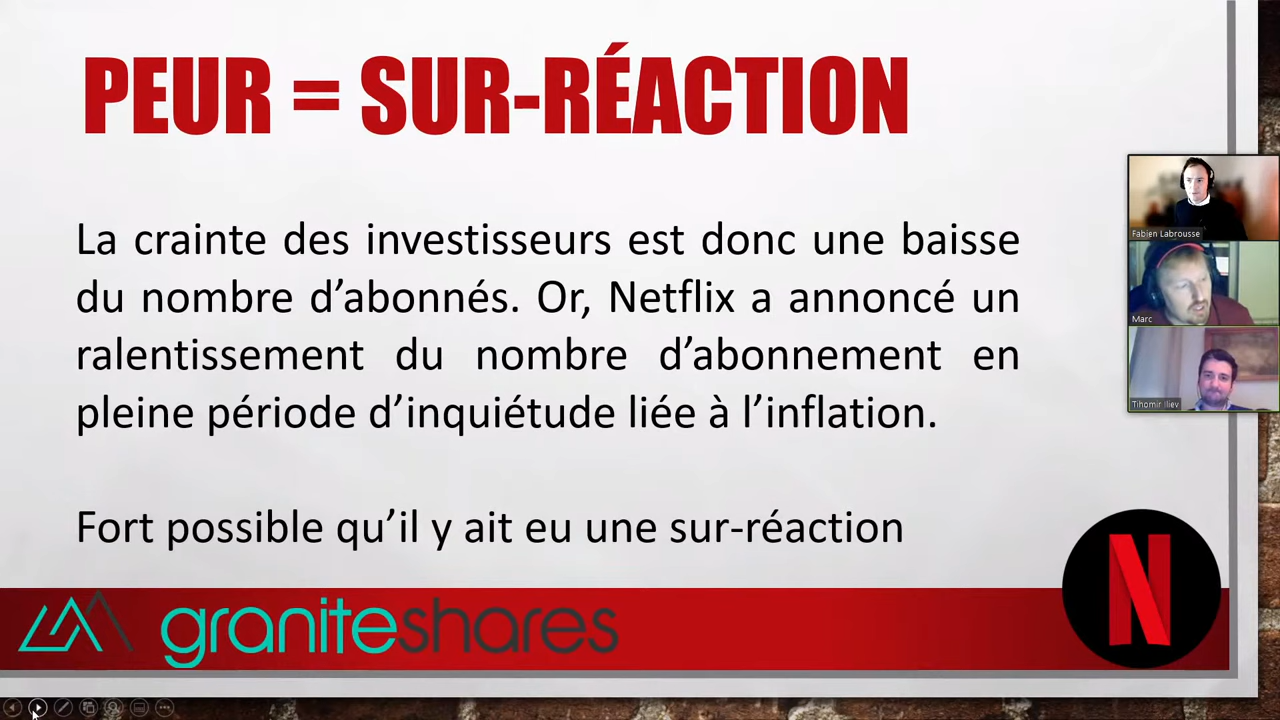 PEUR = SUR-RÉACTION
La crainte des investisseurs est donc une baisse
du nombre d’abonnés. Or, Netflix a annoncé un
ralentissement du nombre d’abonnement en
pleine période d’inquiétude liée à l’inflation.
Fort possible qu’il y ait eu une sur-réaction
graniteshares
N
Fabien Labrousse
Marc
Tihomir Iliev